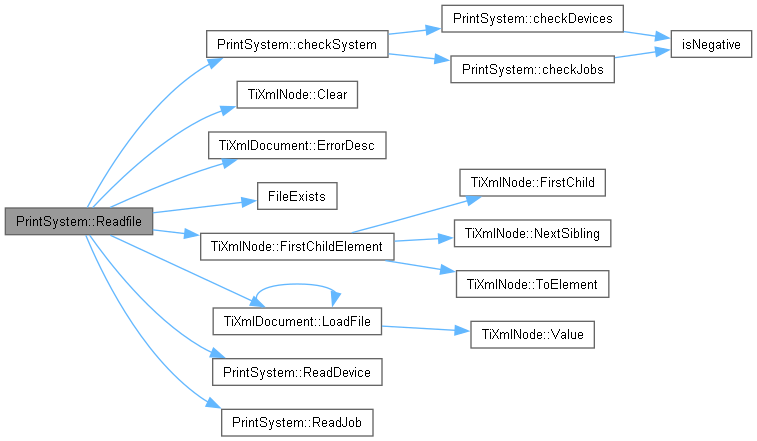 PrintSystem::checkDevices
PrintSystem::checkSystem
isNegative
PrintSystem::checkJobs
TiXmlNode::Clear
TiXmlDocument::ErrorDesc
TiXmlNode::FirstChild
FileExists
PrintSystem::Readfile
TiXmlNode::NextSibling
TiXmlNode::FirstChildElement
TiXmlNode::ToElement
TiXmlDocument::LoadFile
TiXmlNode::Value
PrintSystem::ReadDevice
PrintSystem::ReadJob